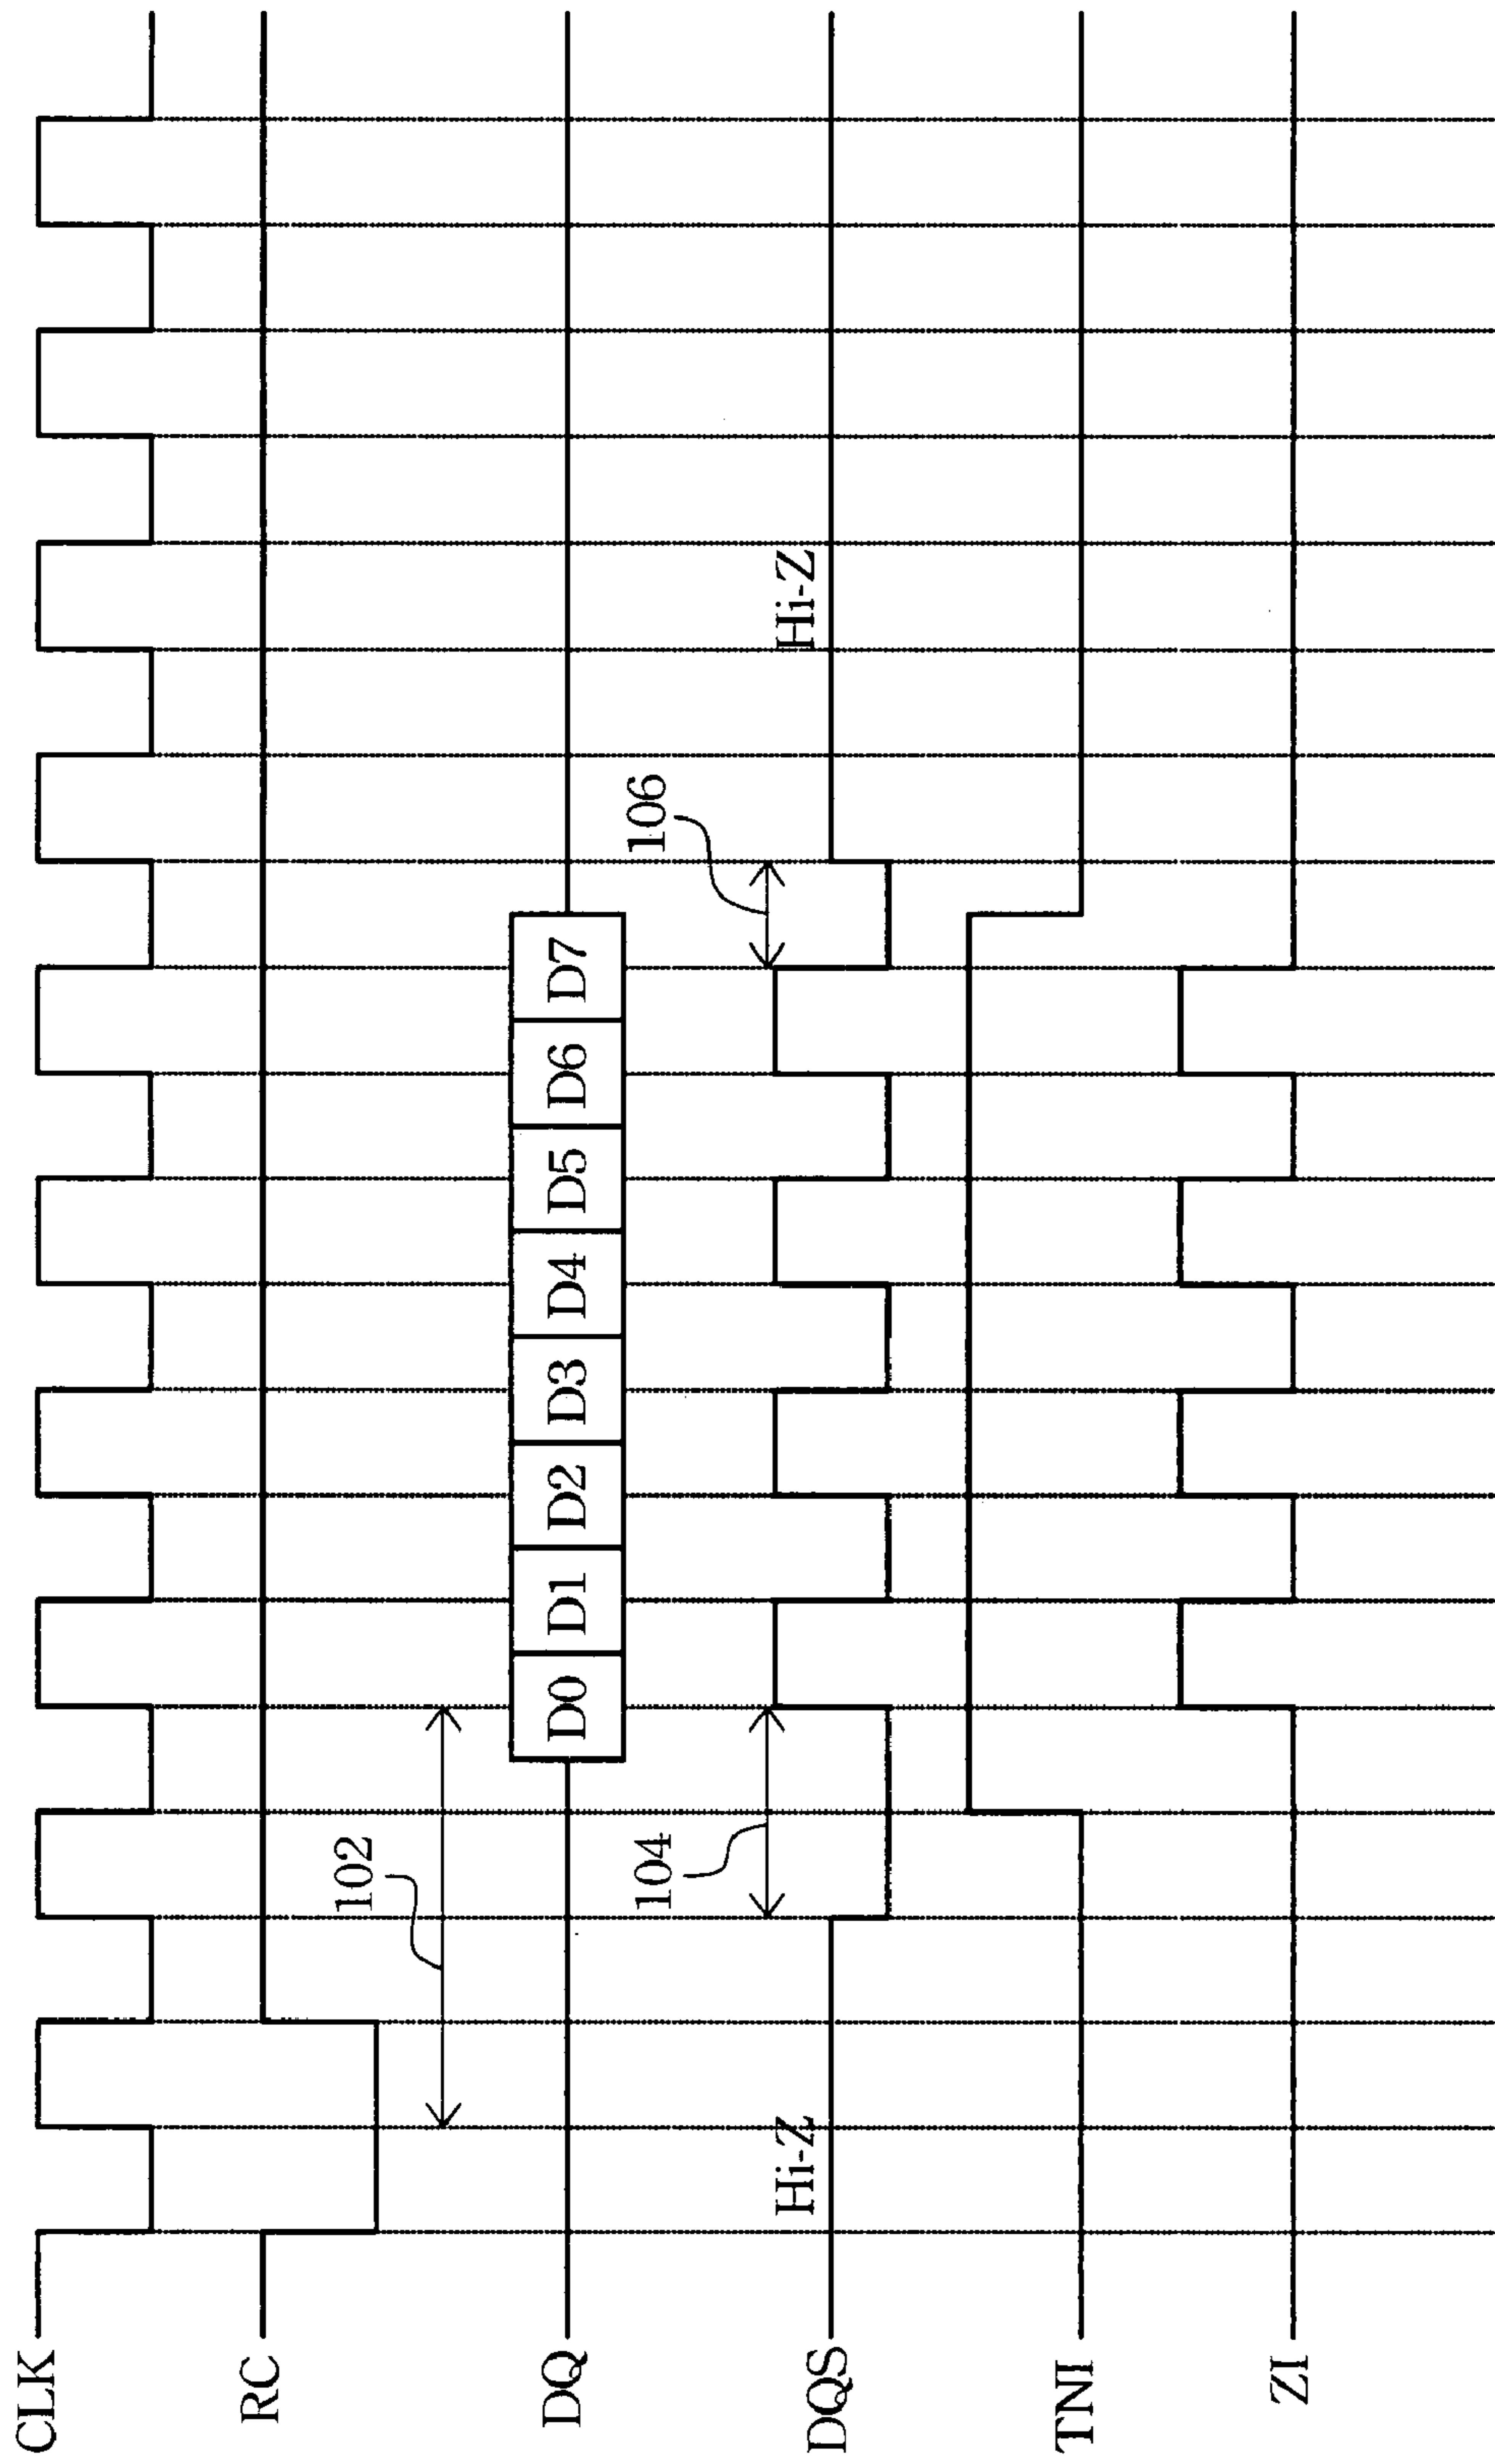 CLK
RC
102
DQ
D0 D1 D2 D3 D4 D5 D6 D7
104
106
DQS
Hi-Z
Hi-Z
TNI
ZI